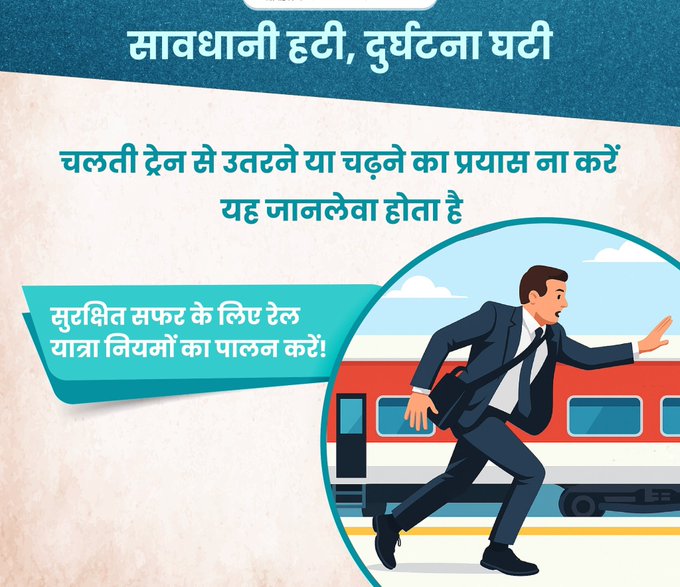 सावधानी हटी, दुर्घटना घटी
चलती ट्रेन से उतरने या चढ़ने का प्रयास ना करें
यह जानलेवा होता है
सुरक्षित सफर के लिए रेल
यात्रा नियमों का पालन करें!